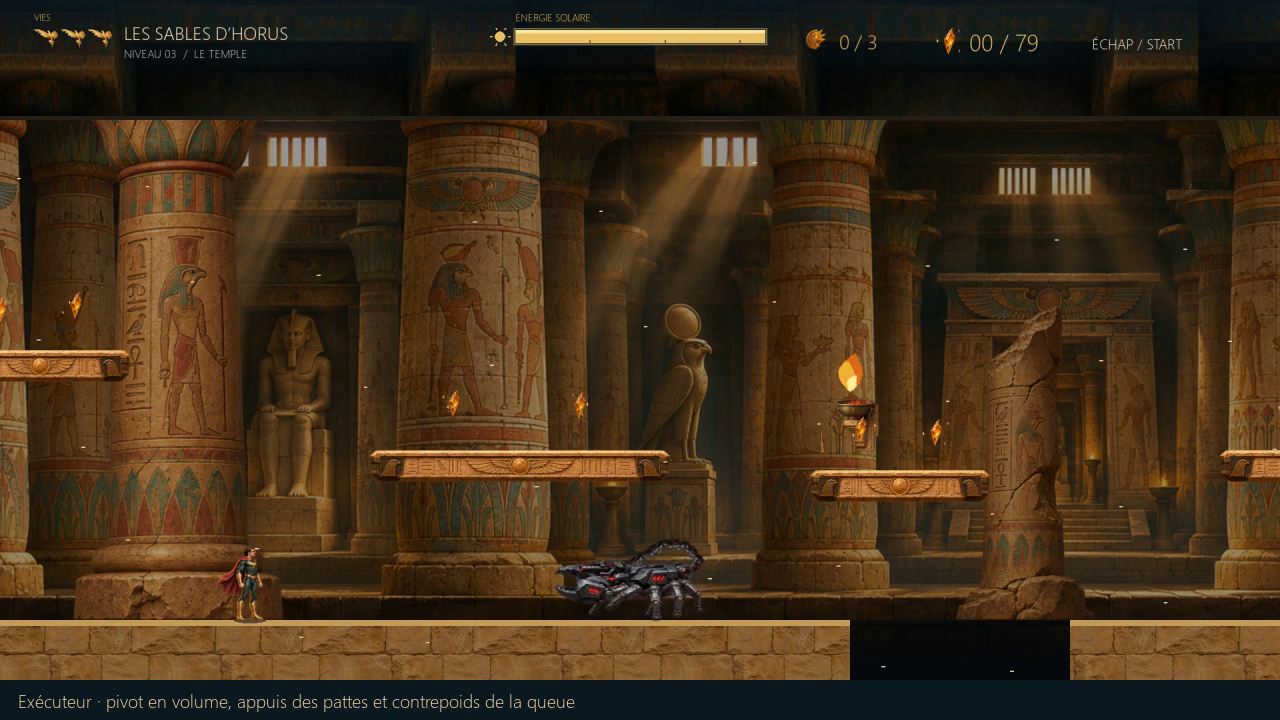 VIES
LES SABLES D’HORUS
NIVEAU 03 / LE TEMPLE
ÉNERGIE SOLAIRE
0 / 3
00 / 79
ÉCHAP / START
Exécuteur · pivot en volume, appuis des pattes et contrepoids de la queue